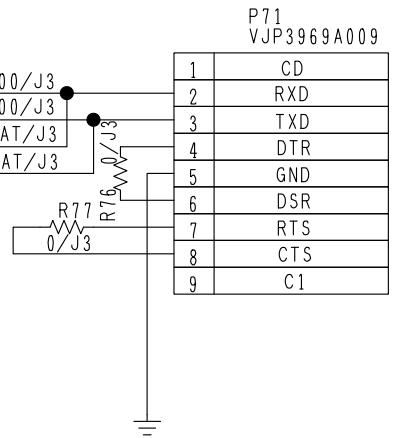 P71
VJP3969A009
1 CD
2 RXD
3 TXD
4 DTR
5 GND
6 DSR
7 RTS
8 CTS
9 C1
00/J3
00/J3
AT/J3
AT/J3
R76 0/J3
R77
0/J3